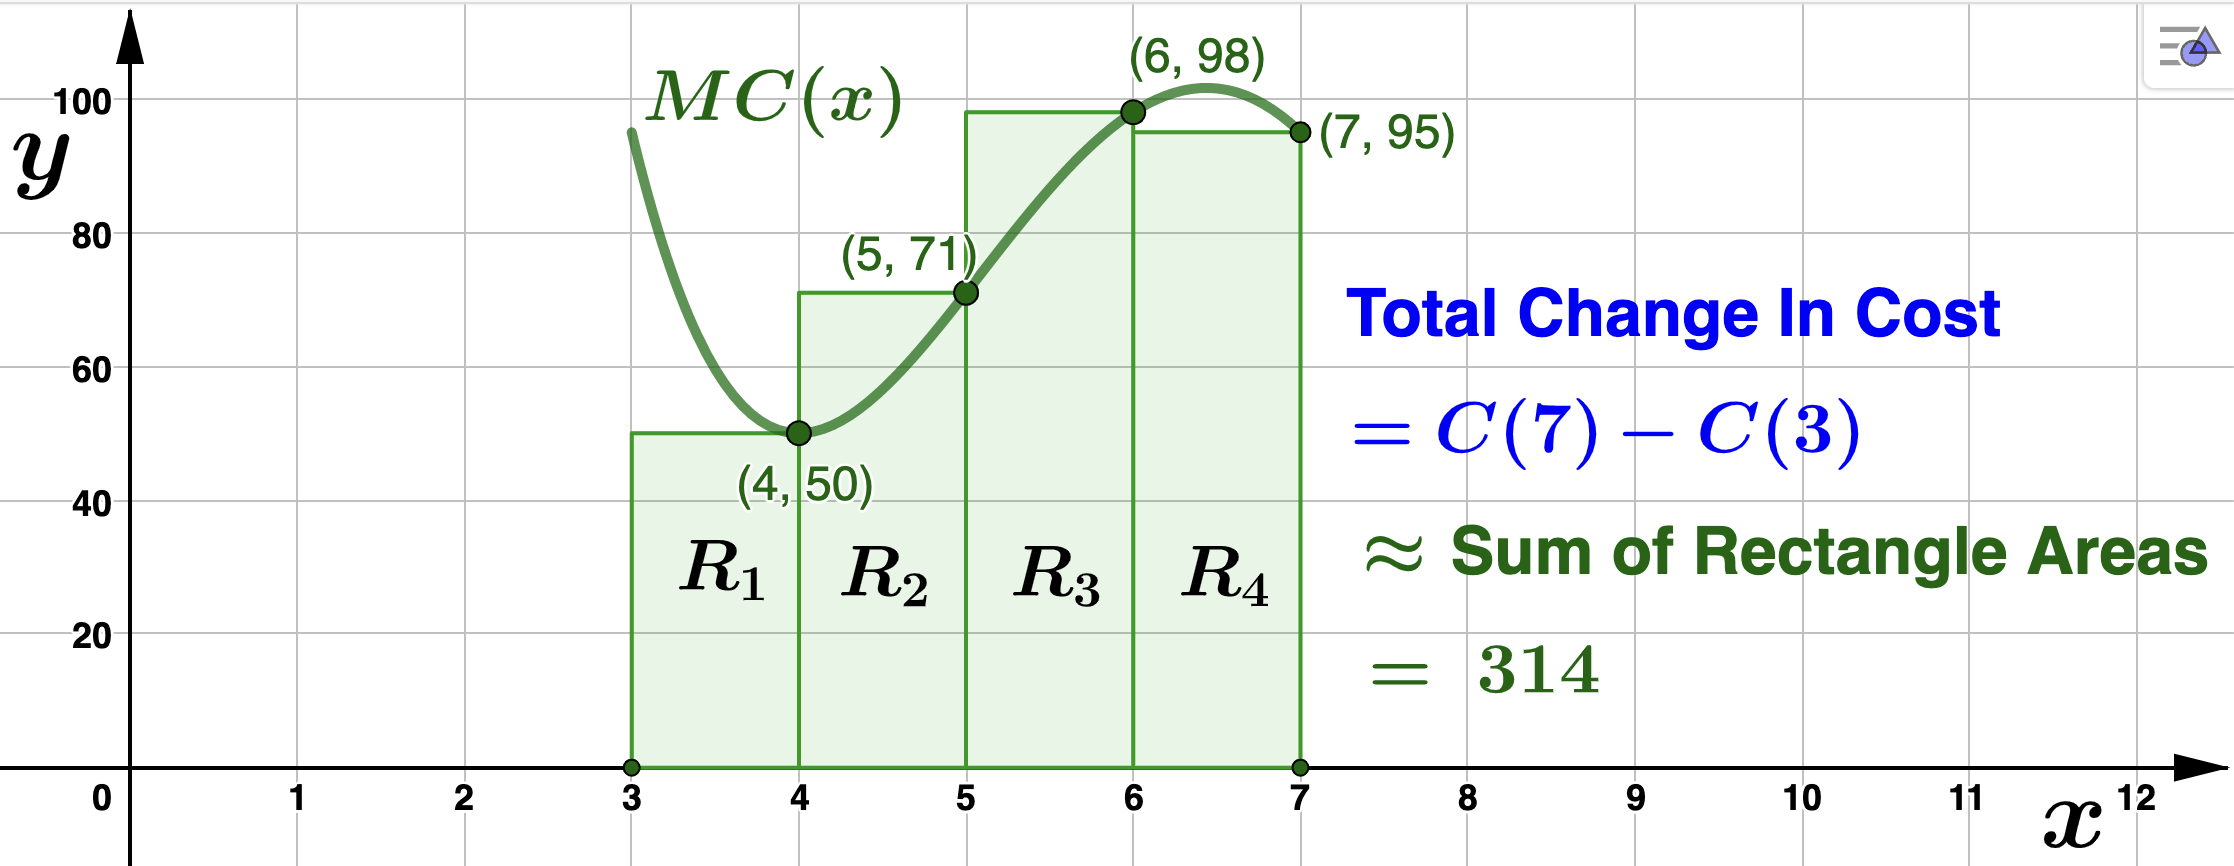 (6, 98)
MC(x)
100
y
(7, 95)
80
(5, 71)
Total Change In Cost
60
= C(7) − C(3)
(4, 50)
40
≈ Sum of Rectangle Areas
R₁ R₂ R₃ R₄
20
= 314
0 1 2 3 4 5 6 7 8 9 10 11 12
x